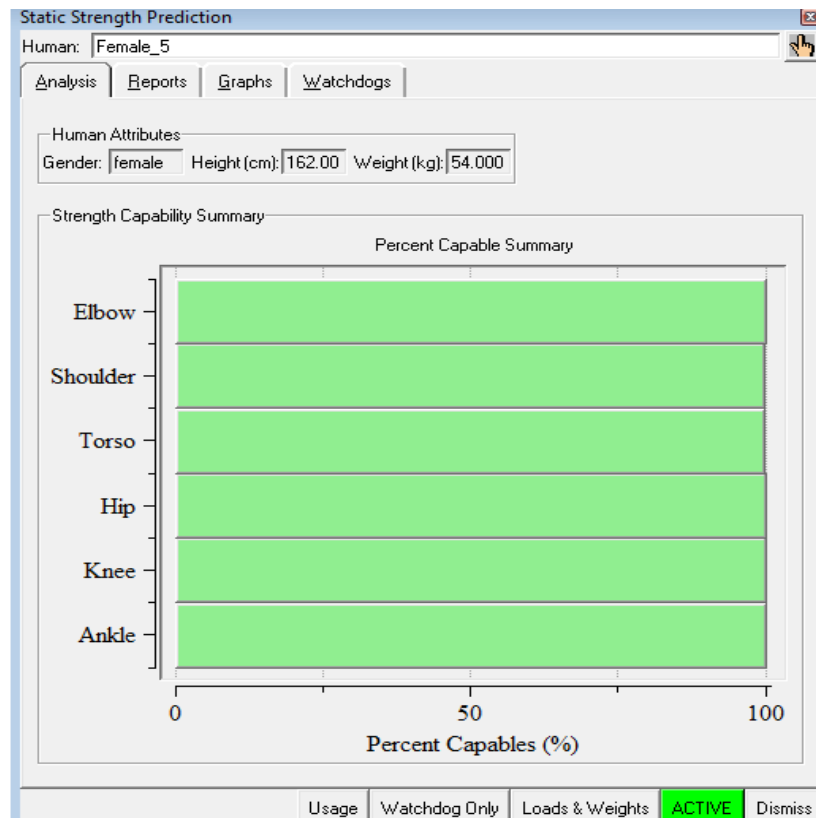 Static Strength Prediction
Human: Female_5
Analysis Reports Graphs Watchdogs
Human Attributes
Gender: female Height (cm): 162.00 Weight (kg): 54.000
Strength Capability Summary
Percent Capable Summary
Elbow
Shoulder
Torso
Hip
Knee
Ankle
0 50 100
Percent Capables (%)
Usage Watchdog Only Loads & Weights ACTIVE Dismiss